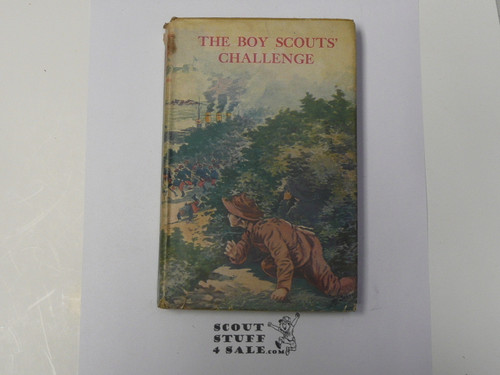 THE BOY SCOUTS'
CHALLENGE
SCOUT
STUFF
4 SALE.COM